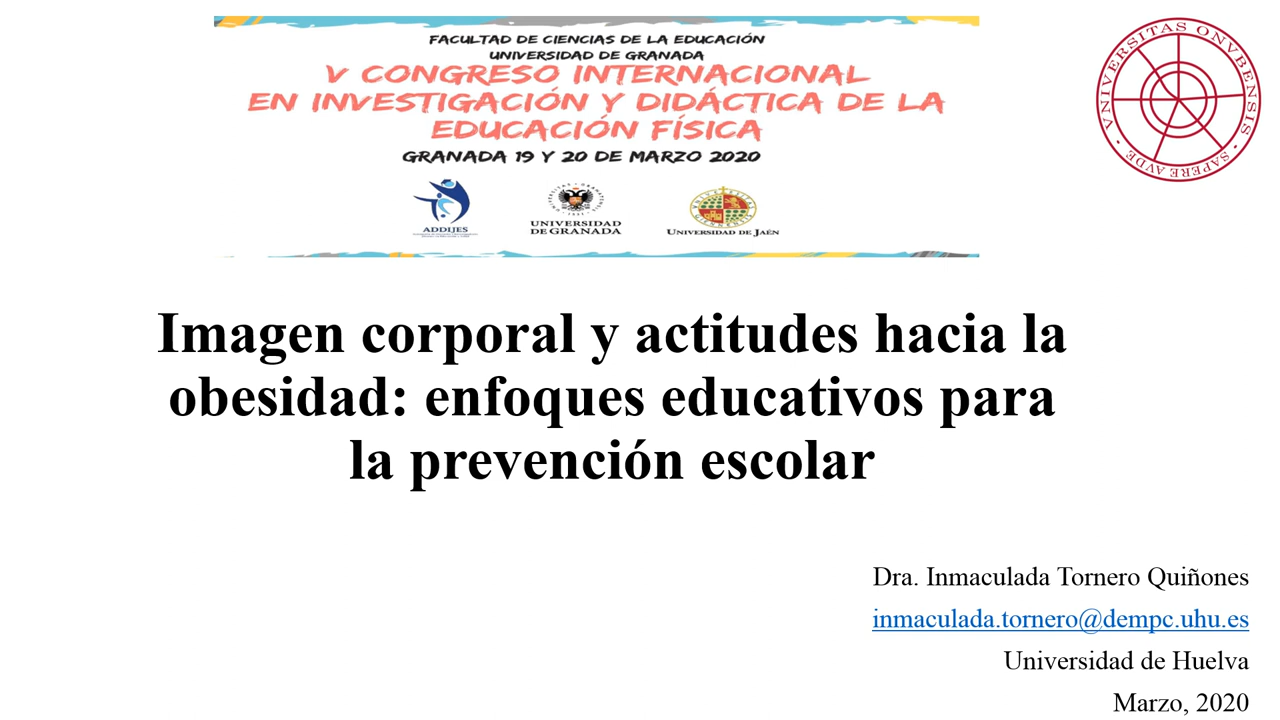 FACULTAD DE CIENCIAS DE LA EDUCACIÓN
UNIVERSIDAD DE GRANADA
V CONGRESO INTERNACIONAL
EN INVESTIGACIÓN Y DIDÁCTICA DE LA
EDUCACIÓN FÍSICA
GRANADA 19 Y 20 DE MARZO 2020
ADDIJES
UNIVERSIDAD
DE GRANADA
UNIVERSIDAD DE JAÉN
VNIVERSITAS ONVBENSIS · SAPERE AVDE ·
Imagen corporal y actitudes hacia la
obesidad: enfoques educativos para
la prevención escolar
Dra. Inmaculada Tornero Quiñones
inmaculada.tornero@dempc.uhu.es
Universidad de Huelva
Marzo, 2020